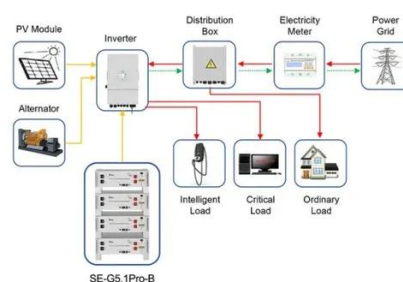 PV Module
Inverter
Distribution
Box
Electricity
Meter
Power
Grid
Alternator
Intelligent
Load
Critical
Load
Ordinary
Load
SE-G5.1Pro-B